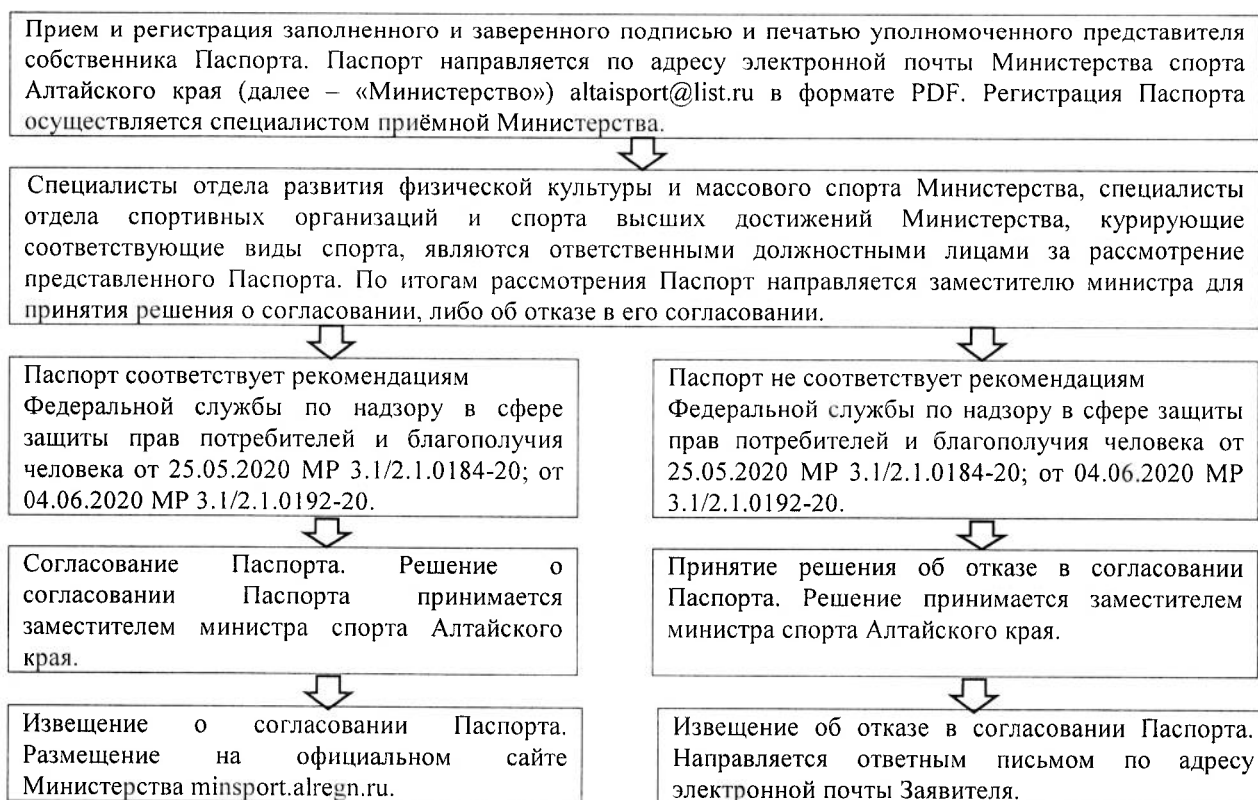 Прием и регистрация заполненного и заверенного подписью и печатью уполномоченного представителя
собственника Паспорта. Паспорт направляется по адресу электронной почты Министерства спорта
Алтайского края (далее – «Министерство») altaisport@list.ru в формате PDF. Регистрация Паспорта
осуществляется специалистом приёмной Министерства.
Специалисты отдела развития физической культуры и массового спорта Министерства, специалисты
отдела спортивных организаций и спорта высших достижений Министерства, курирующие
соответствующие виды спорта, являются ответственными должностными лицами за рассмотрение
представленного Паспорта. По итогам рассмотрения Паспорт направляется заместителю министра для
принятия решения о согласовании, либо об отказе в его согласовании.
Паспорт соответствует рекомендациям
Федеральной службы по надзору в сфере
защиты прав потребителей и благополучия
человека от 25.05.2020 МР 3.1/2.1.0184-20; от
04.06.2020 МР 3.1/2.1.0192-20.
Паспорт не соответствует рекомендациям
Федеральной службы по надзору в сфере защиты
прав потребителей и благополучия человека от
25.05.2020 МР 3.1/2.1.0184-20; от 04.06.2020 МР
3.1/2.1.0192-20.
Согласование Паспорта. Решение о
согласовании Паспорта принимается
заместителем министра спорта Алтайского
края.
Принятие решения об отказе в согласовании
Паспорта. Решение принимается заместителем
министра спорта Алтайского края.
Извещение о согласовании Паспорта.
Размещение на официальном сайте
Министерства minsport.alregn.ru.
Извещение об отказе в согласовании Паспорта.
Направляется ответным письмом по адресу
электронной почты Заявителя.